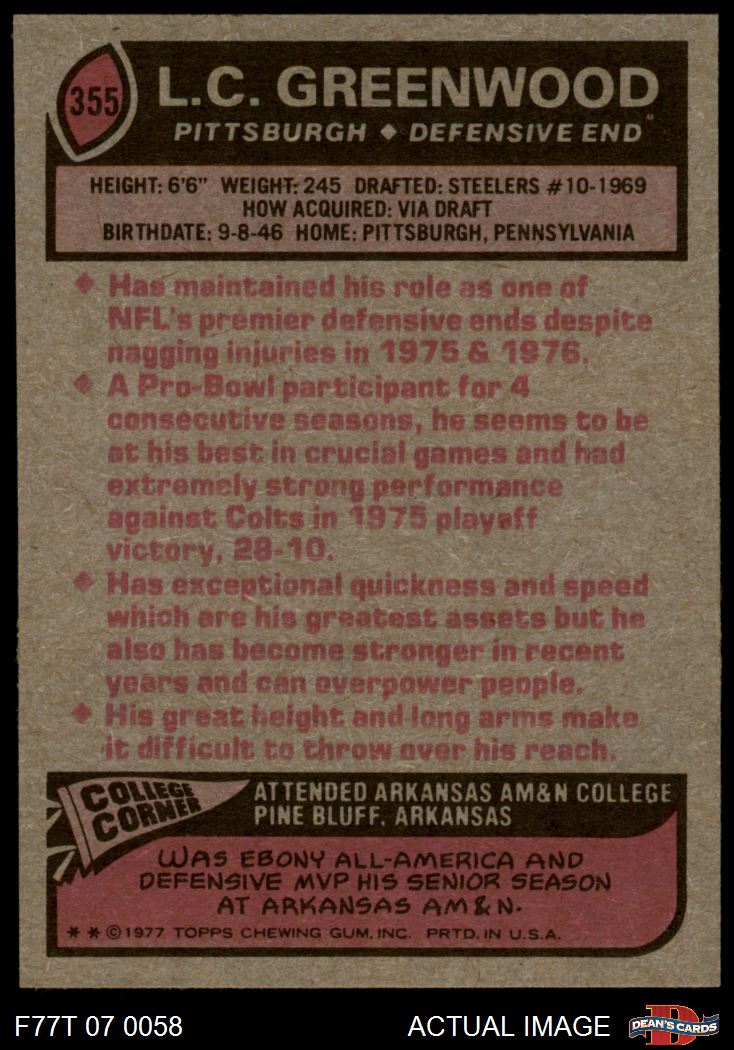 355
L.C. GREENWOOD
PITTSBURGH ◆ DEFENSIVE END
HEIGHT: 6'6" WEIGHT: 245 DRAFTED: STEELERS #10-1969
HOW ACQUIRED: VIA DRAFT
BIRTHDATE: 9-8-46 HOME: PITTSBURGH, PENNSYLVANIA
◆ Has maintained his role as one of
NFL's premier defensive ends despite
nagging injuries in 1975 & 1976.
◆ A Pro-Bowl participant for 4
consecutive seasons, he seems to be
at his best in crucial games and had
extremely strong performance
against Colts in 1975 playoff
victory, 28-10.
◆ Has exceptional quickness and speed
which are his greatest assets but he
also has become stronger in recent
years and can overpower people.
◆ His great height and long arms make
it difficult to throw over his reach.
COLLEGE
CORNER
ATTENDED ARKANSAS AM&N COLLEGE
PINE BLUFF, ARKANSAS
WAS EBONY ALL-AMERICA AND
DEFENSIVE MVP HIS SENIOR SEASON
AT ARKANSAS AM&N.
* * © 1977 TOPPS CHEWING GUM, INC. PRTD. IN U.S.A.
F77T 07 0058
ACTUAL IMAGE
D
DEAN'S CARDS